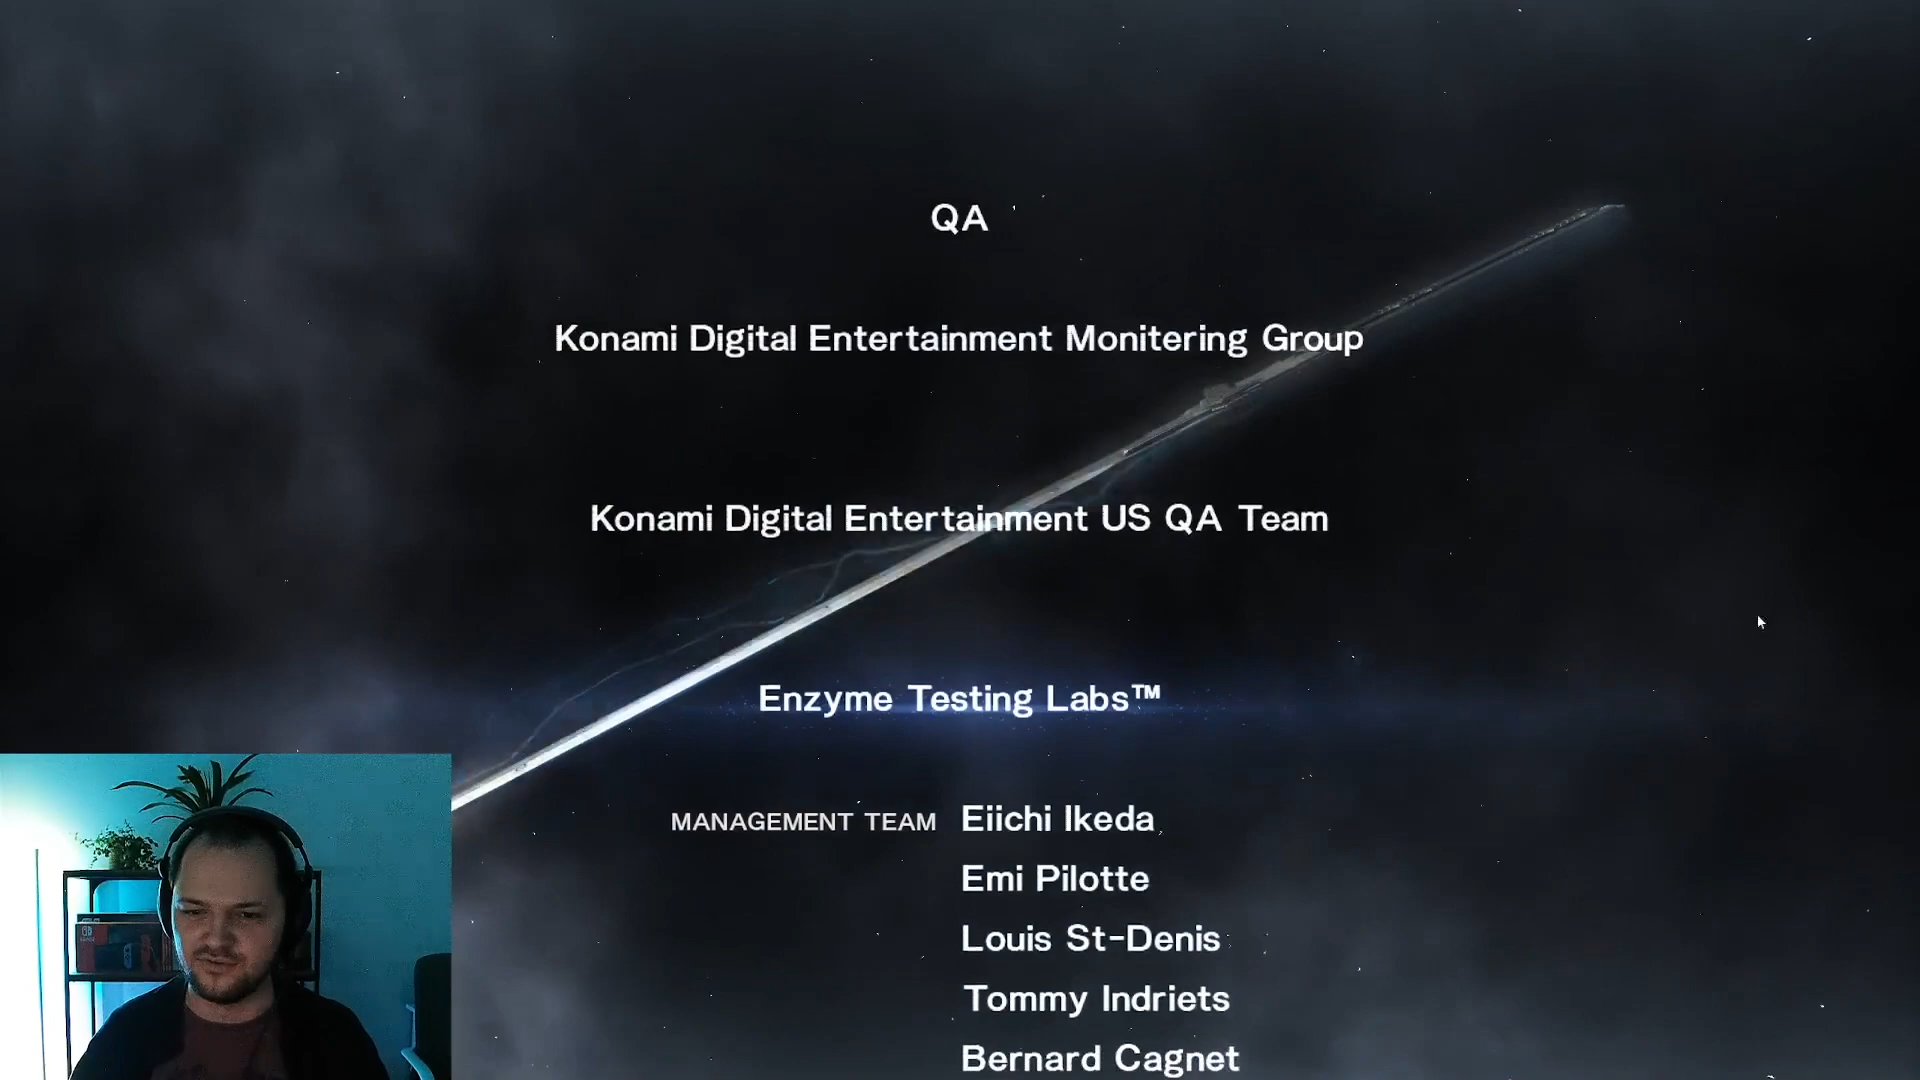 QA
Konami Digital Entertainment Monitering Group
Konami Digital Entertainment US QA Team
Enzyme Testing Labs™
MANAGEMENT TEAM Eiichi Ikeda
Emi Pilotte
Louis St-Denis
Tommy Indriets
Bernard Cagnet